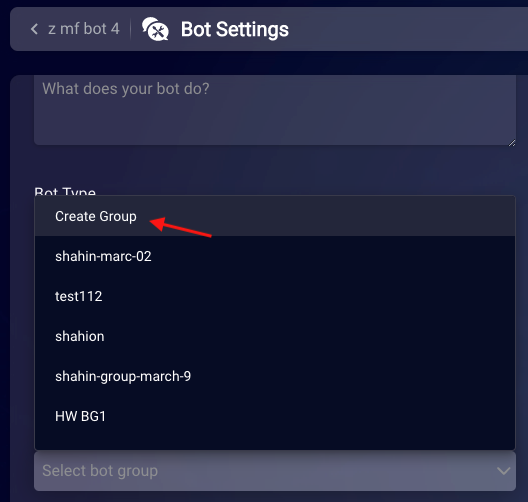 z mf bot 4
Bot Settings
What does your bot do?
Bot Type
Create Group
shahin-marc-02
test112
shahion
shahin-group-march-9
HW BG1
Select bot group